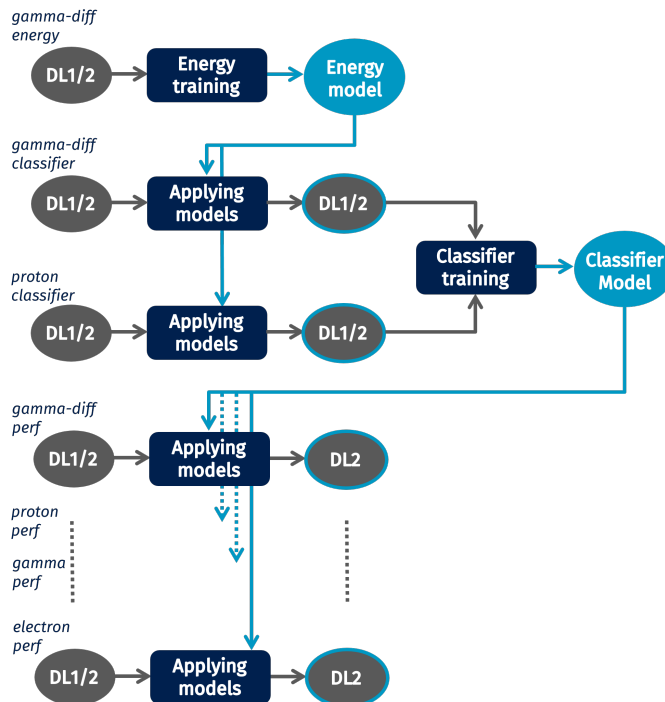 gamma-diff
energy
DL1/2
Energy
training
Energy
model
gamma-diff
classifier
DL1/2
Applying
models
DL1/2
proton
classifier
DL1/2
Applying
models
DL1/2
Classifier
training
Classifier
Model
gamma-diff
perf
DL1/2
Applying
models
DL2
proton
perf
gamma
perf
electron
perf
DL1/2
Applying
models
DL2